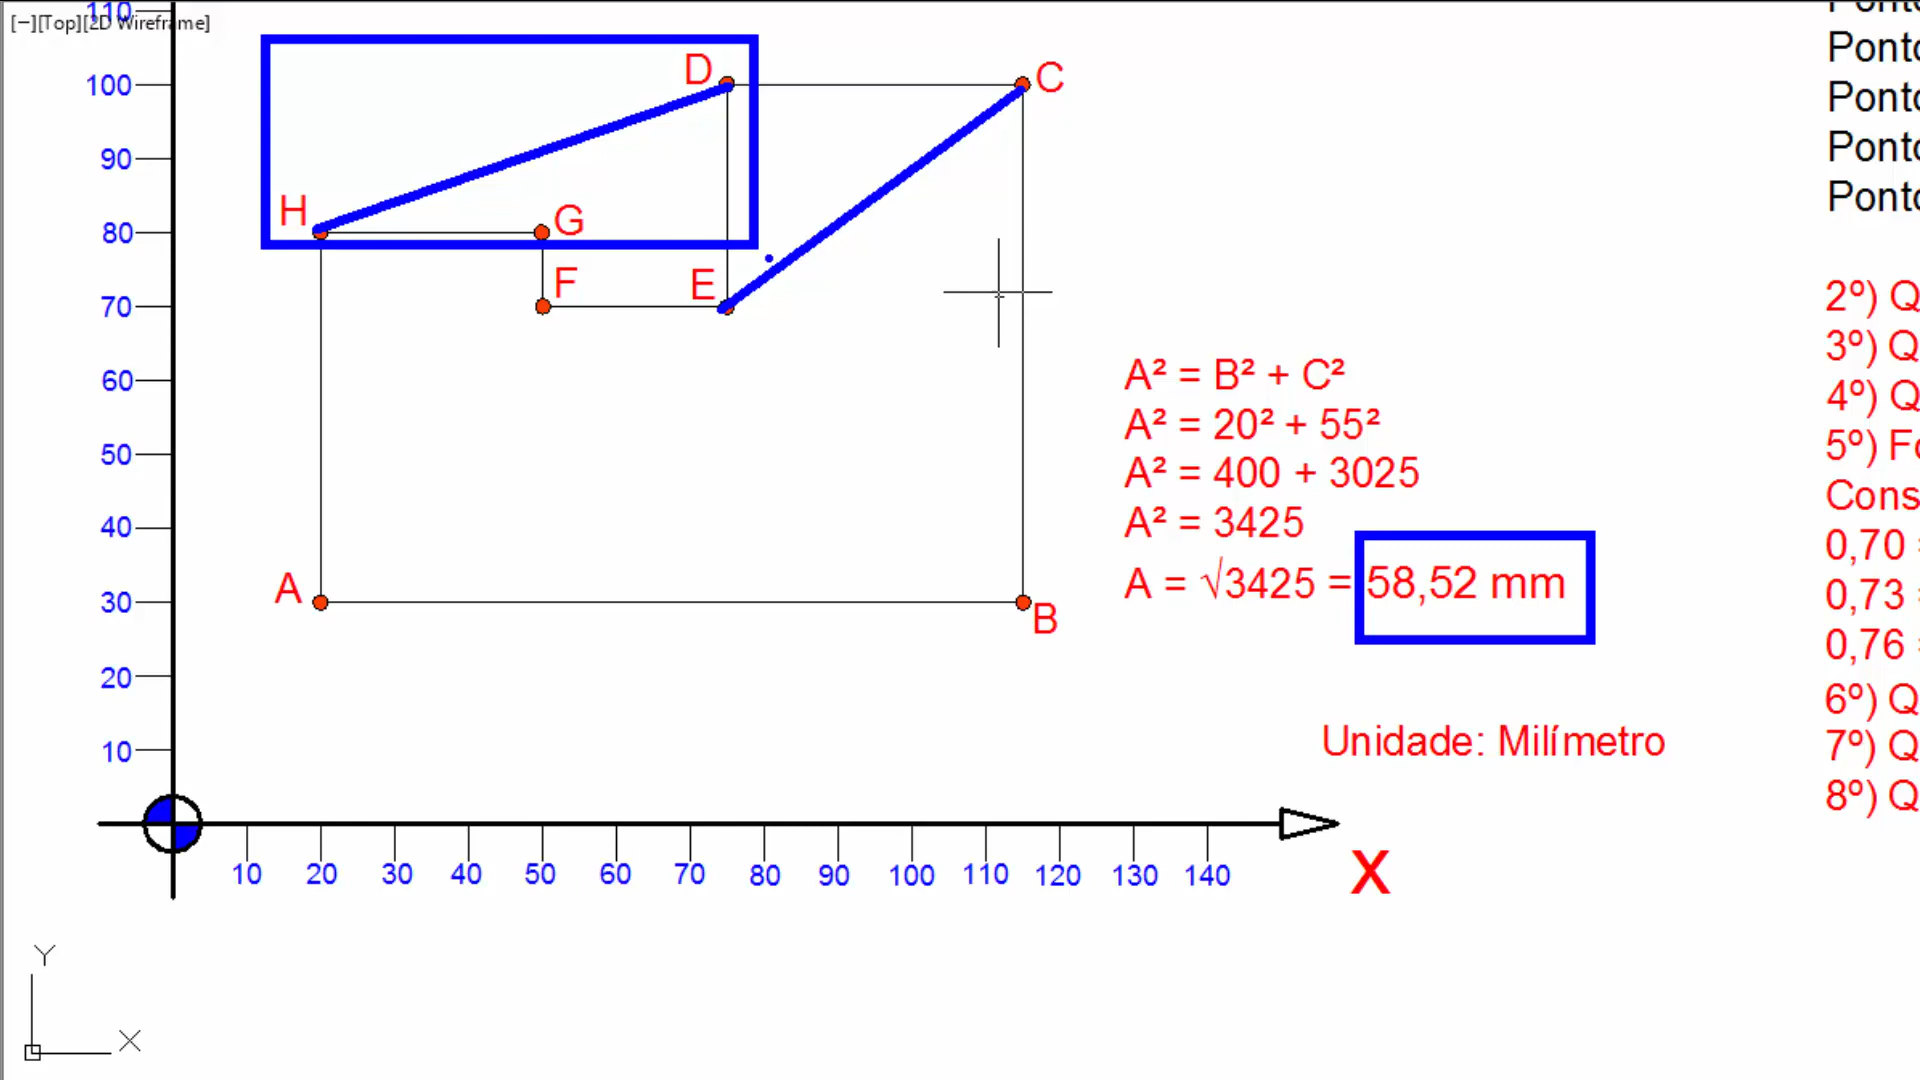 110
[−][Top][2D Wireframe]
D
C
100
90
H
G
80
F
E
70
60
50
40
A
30
B
20
10
10 20 30 40 50 60 70 80 90 100 110 120 130 140
X
Y
X
A² = B² + C²
A² = 20² + 55²
A² = 400 + 3025
A² = 3425
A = √3425 = 58,52 mm
Unidade: Milímetro
Ponto
Ponto
Ponto
Ponto
2º) Q
3º) Q
4º) Q
5º) Fo
Cons
0,70
0,73
0,76
6º) Q
7º) Q
8º) Q